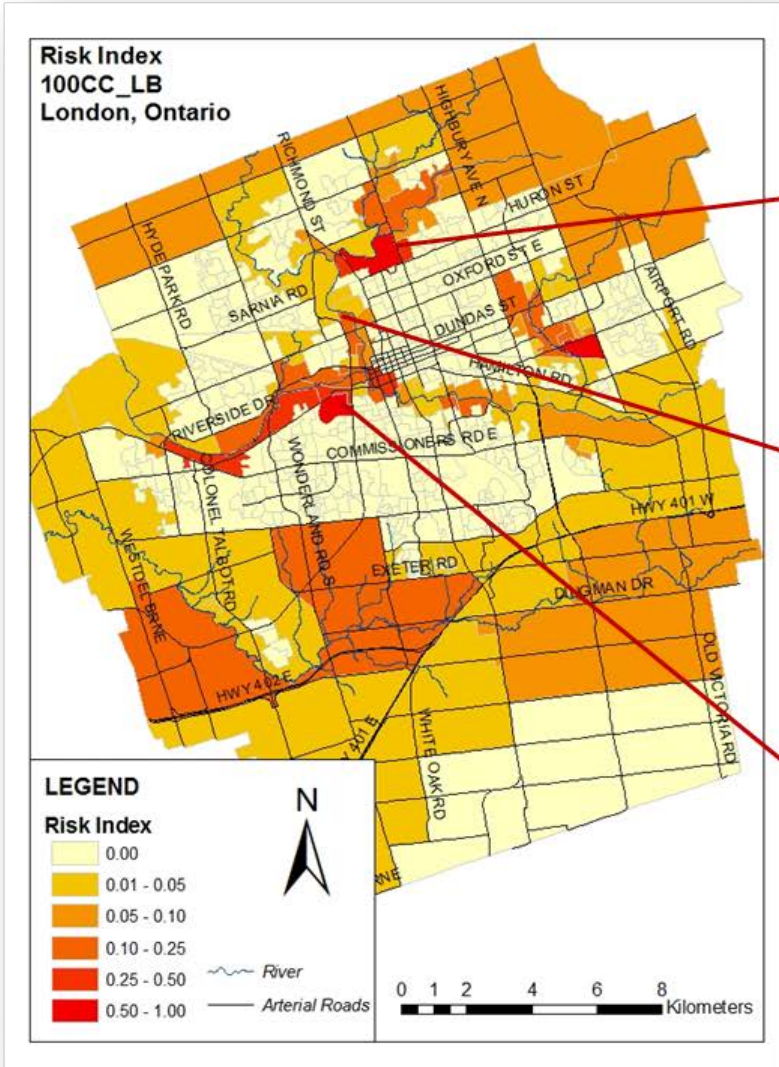 Risk Index
100CC_LB
London, Ontario
RICHMOND ST
HIGHBURY AVE N
HURON ST
HYDE PARK RD
OXFORD ST E
SARNIA RD
AIRPORT RD
DUNDAS ST
HAMILTON RD
RIVERSIDE DR
COMMISSIONERS RD E
WONDERLAND RD S
COLONEL TALBOT RD
HWY 401 W
WESTDEL BRNE
EXETER RD
DINGMAN DR
HWY 402 E
OLD VICTORIA RD
401 E
WHITE OAK RD
RNE
LEGEND
N
Risk Index
0.00
0.01 - 0.05
0.05 - 0.10
0.10 - 0.25
0.25 - 0.50
0.50 - 1.00
River
Arterial Roads
0 1 2 4 6 8
Kilometers